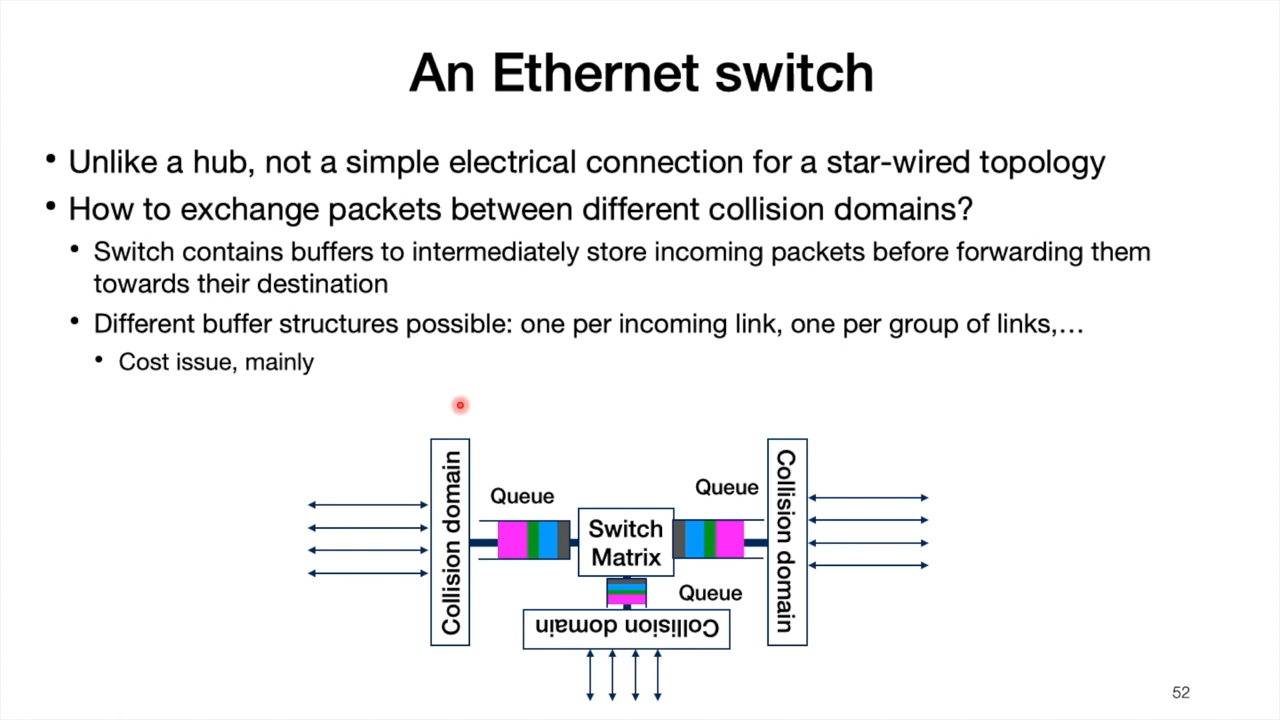 An Ethernet switch
• Unlike a hub, not a simple electrical connection for a star-wired topology
• How to exchange packets between different collision domains?
• Switch contains buffers to intermediately store incoming packets before forwarding them
towards their destination
• Different buffer structures possible: one per incoming link, one per group of links,…
• Cost issue, mainly
Collision domain
Queue
Switch
Matrix
Queue
Collision domain
Queue
Collision domain
52